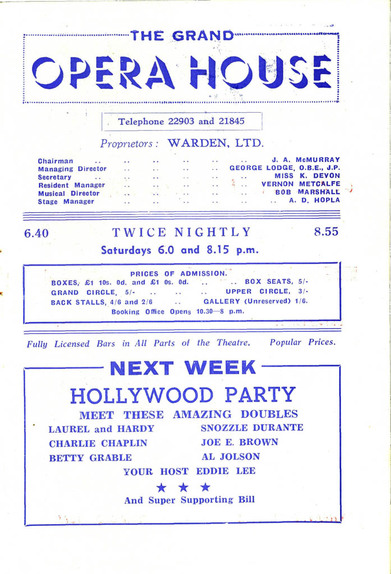 THE GRAND
OPERA HOUSE
Telephone 22903 and 21845
Proprietors: WARDEN, LTD.
Chairman .. .. .. .. .. J. A. McMURRAY
Managing Director .. .. .. GEORGE LODGE, O.B.E., J.P.
Secretary .. .. .. .. .. MISS K. DEVON
Resident Manager .. .. .. .. VERNON METCALFE
Musical Director .. .. .. .. BOB MARSHALL
Stage Manager .. .. .. .. .. A. D. HOPLA
6.40 TWICE NIGHTLY 8.55
Saturdays 6.0 and 8.15 p.m.
PRICES OF ADMISSION.
BOXES, £1 10s. 0d. and £1 0s. 0d. .. .. BOX SEATS, 5/-
GRAND CIRCLE, 5/- .. .. .. UPPER CIRCLE, 3/-
BACK STALLS, 4/6 and 2/6 .. GALLERY (Unreserved) 1/6.
Booking Office Opens 10.30—8 p.m.
Fully Licensed Bars in All Parts of the Theatre. Popular Prices.
NEXT WEEK
HOLLYWOOD PARTY
MEET THESE AMAZING DOUBLES
LAUREL and HARDY SNOZZLE DURANTE
CHARLIE CHAPLIN JOE E. BROWN
BETTY GRABLE AL JOLSON
YOUR HOST EDDIE LEE
★ ★ ★
And Super Supporting Bill